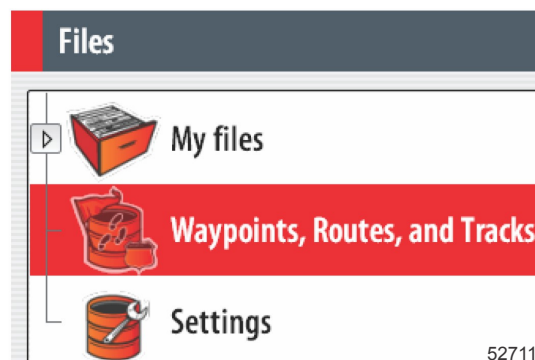 Files
My files
Waypoints, Routes, and Tracks
Settings
52711